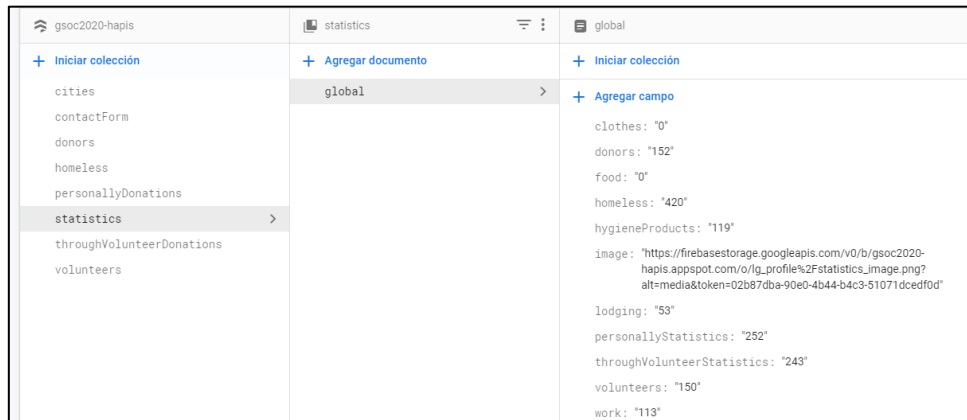 gsoc2020-hapis
statistics
global
Iniciar colección
Agregar documento
Iniciar colección
cities
contactForm
donors
homeless
personallyDonations
statistics
throughVolunteerDonations
volunteers
global
Agregar campo
clothes: "0"
donors: "152"
food: "0"
homeless: "420"
hygieneProducts: "119"
image: "https://firebasestorage.googleapis.com/v0/b/gsoc2020-
hapis.appspot.com/o/lg_profile%2Fstatistics_image.png?
alt=media&token=02b87dba-90e0-4b44-b4c3-51071dcedf0d"
lodging: "53"
personallyStatistics: "252"
throughVolunteerStatistics: "243"
volunteers: "150"
work: "113"